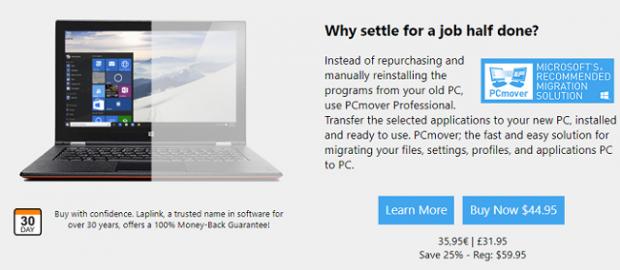 Why settle for a job half done?
Instead of repurchasing and
manually reinstalling the
programs from your old PC,
use PCmover Professional.
PCmover
MICROSOFT'S
RECOMMENDED
MIGRATION
SOLUTION
Transfer the selected applications to your new PC, installed
and ready to use. PCmover; the fast and easy solution for
migrating your files, settings, profiles, and applications PC
to PC.
30
DAY
Buy with confidence. Laplink, a trusted name in software for
over 30 years, offers a 100% Money-Back Guarantee!
Learn More
Buy Now $44.95
35,95€ | £31.95
Save 25% - Reg: $59.95